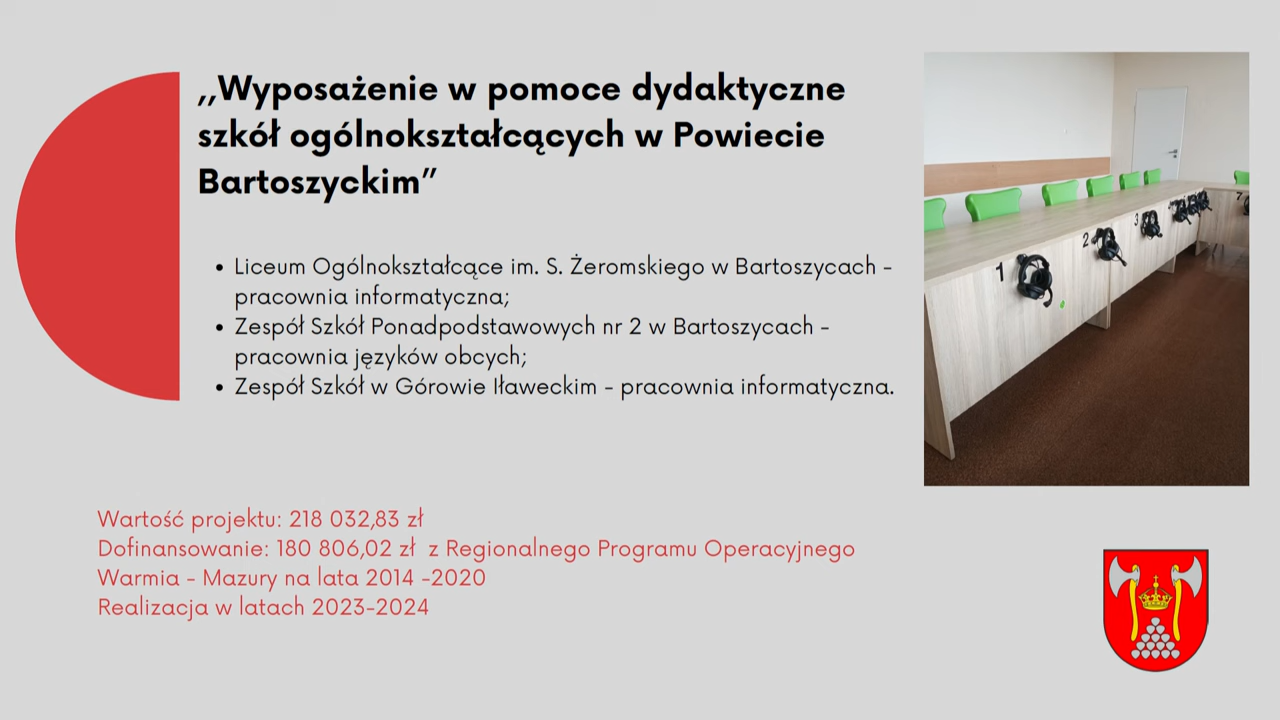 ,,Wyposażenie w pomoce dydaktyczne
szkół ogólnokształcących w Powiecie
Bartoszyckim”
• Liceum Ogólnokształcące im. S. Żeromskiego w Bartoszycach -
pracownia informatyczna;
• Zespół Szkół Ponadpodstawowych nr 2 w Bartoszycach -
pracownia języków obcych;
• Zespół Szkół w Górowie Iławeckim - pracownia informatyczna.
1
2
3
7
Wartość projektu: 218 032,83 zł
Dofinansowanie: 180 806,02 zł  z Regionalnego Programu Operacyjnego
Warmia - Mazury na lata 2014 -2020
Realizacja w latach 2023-2024